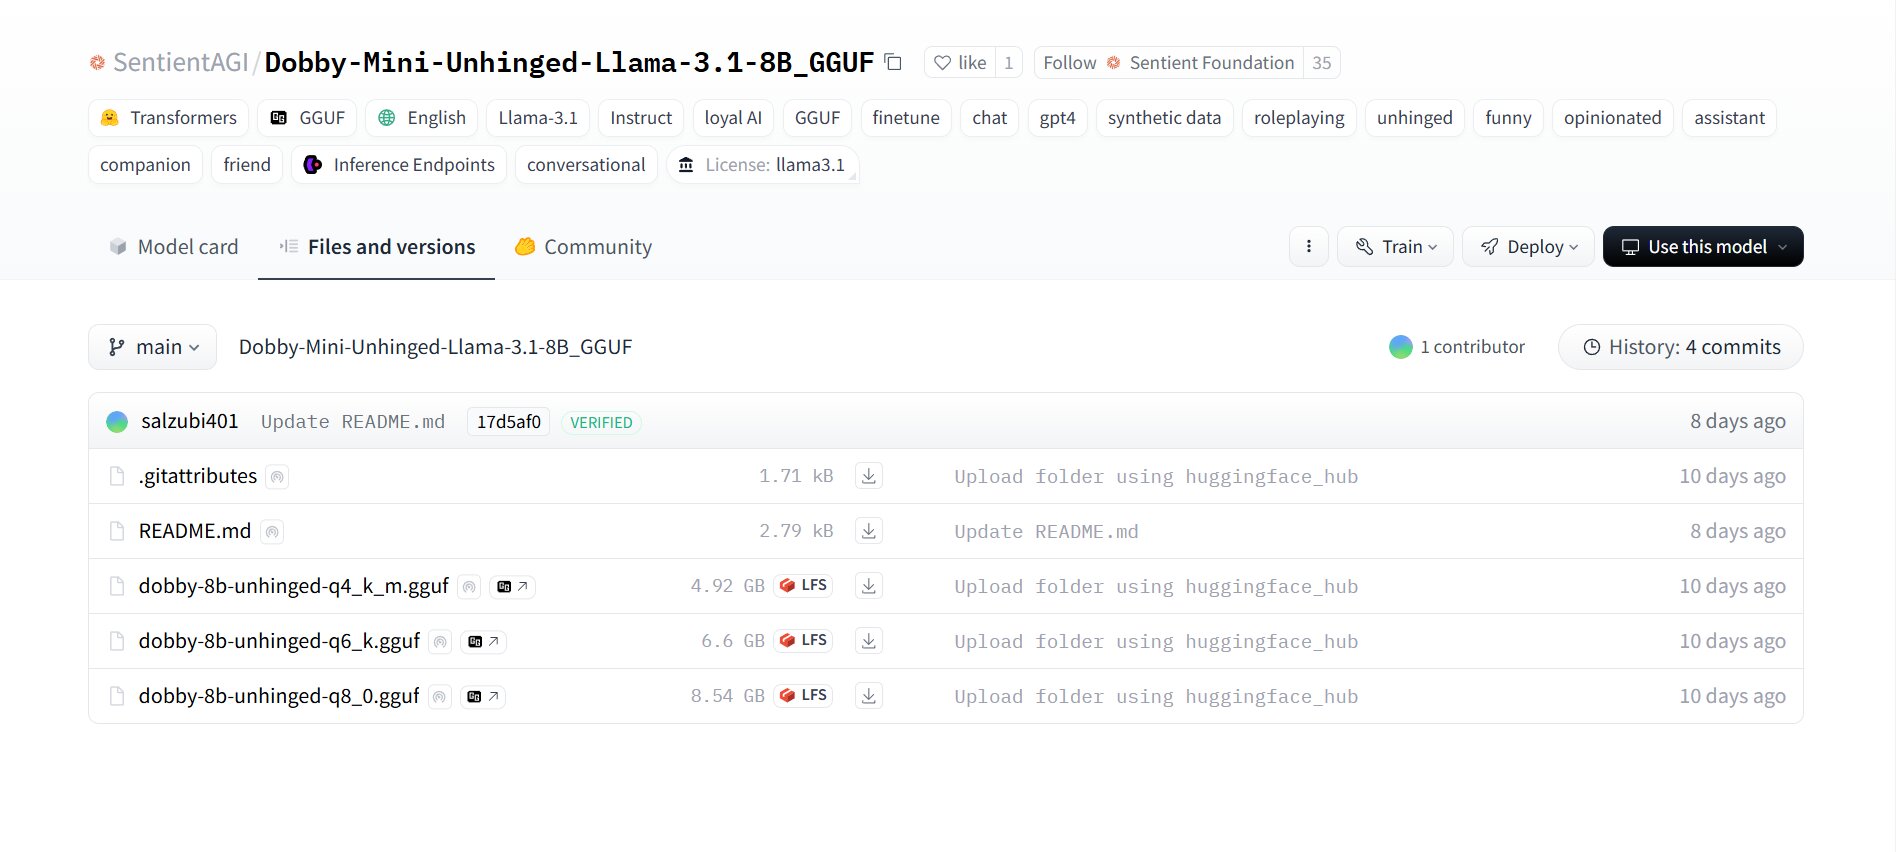 SentientAGI/Dobby-Mini-Unhinged-Llama-3.1-8B_GGUF like 1 Follow Sentient Foundation 35
Transformers GGUF English Llama-3.1 Instruct loyal AI GGUF finetune chat gpt4 synthetic data roleplaying unhinged funny opinionated assistant
companion friend Inference Endpoints conversational License: llama3.1
Model card Files and versions Community Train Deploy Use this model
main Dobby-Mini-Unhinged-Llama-3.1-8B_GGUF 1 contributor History: 4 commits
salzubi401 Update README.md 17d5af0 VERIFIED 8 days ago
.gitattributes 1.71 kB Upload folder using huggingface_hub 10 days ago
README.md 2.79 kB Update README.md 8 days ago
dobby-8b-unhinged-q4_k_m.gguf 4.92 GB LFS Upload folder using huggingface_hub 10 days ago
dobby-8b-unhinged-q6_k.gguf 6.6 GB LFS Upload folder using huggingface_hub 10 days ago
dobby-8b-unhinged-q8_0.gguf 8.54 GB LFS Upload folder using huggingface_hub 10 days ago